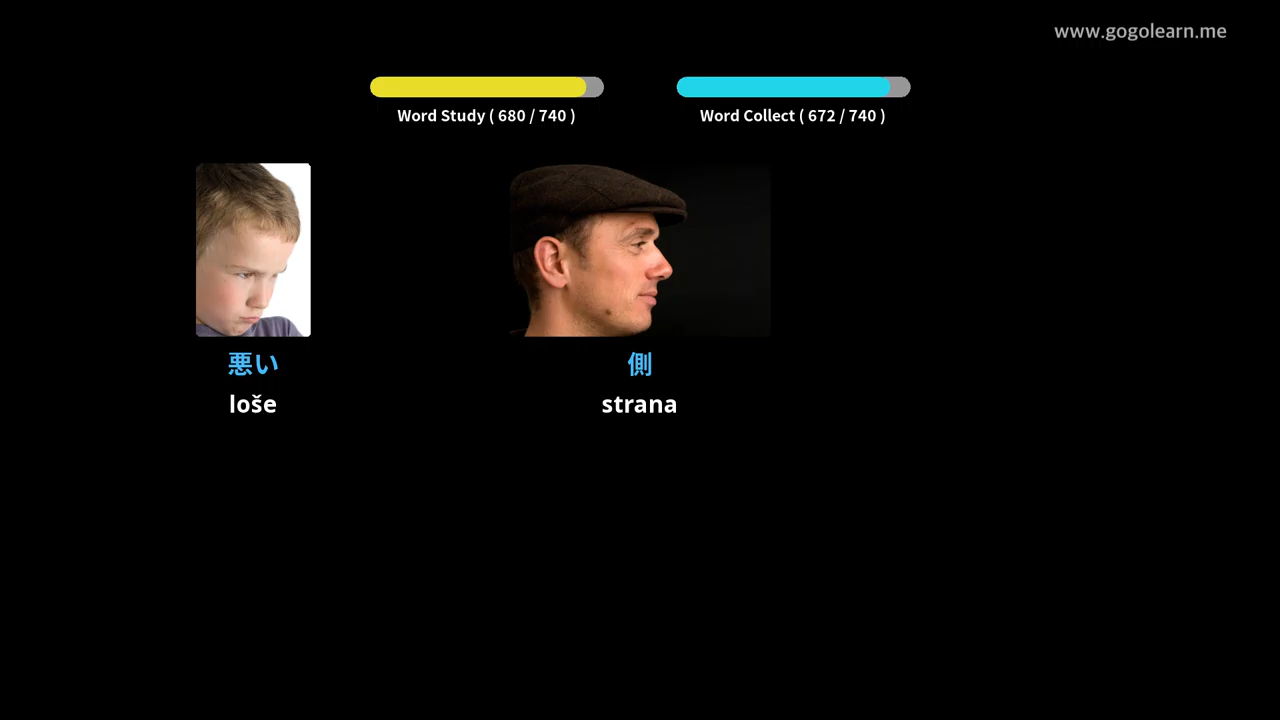 www.gogolearn.me
Word Study ( 680 / 740 )
Word Collect ( 672 / 740 )
悪い
側
loše
strana